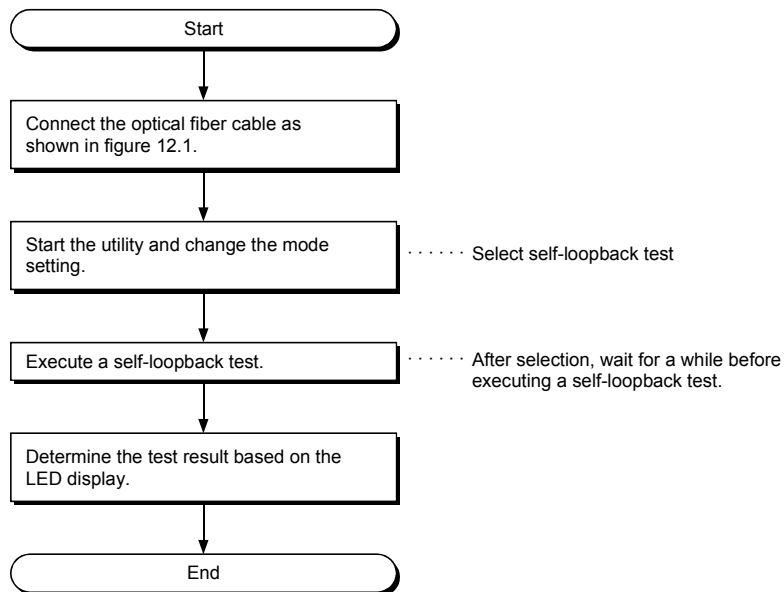 Start
Connect the optical fiber cable as
shown in figure 12.1.
Start the utility and change the mode
setting.
······ Select self-loopback test
Execute a self-loopback test.
······ After selection, wait for a while before
executing a self-loopback test.
Determine the test result based on the
LED display.
End